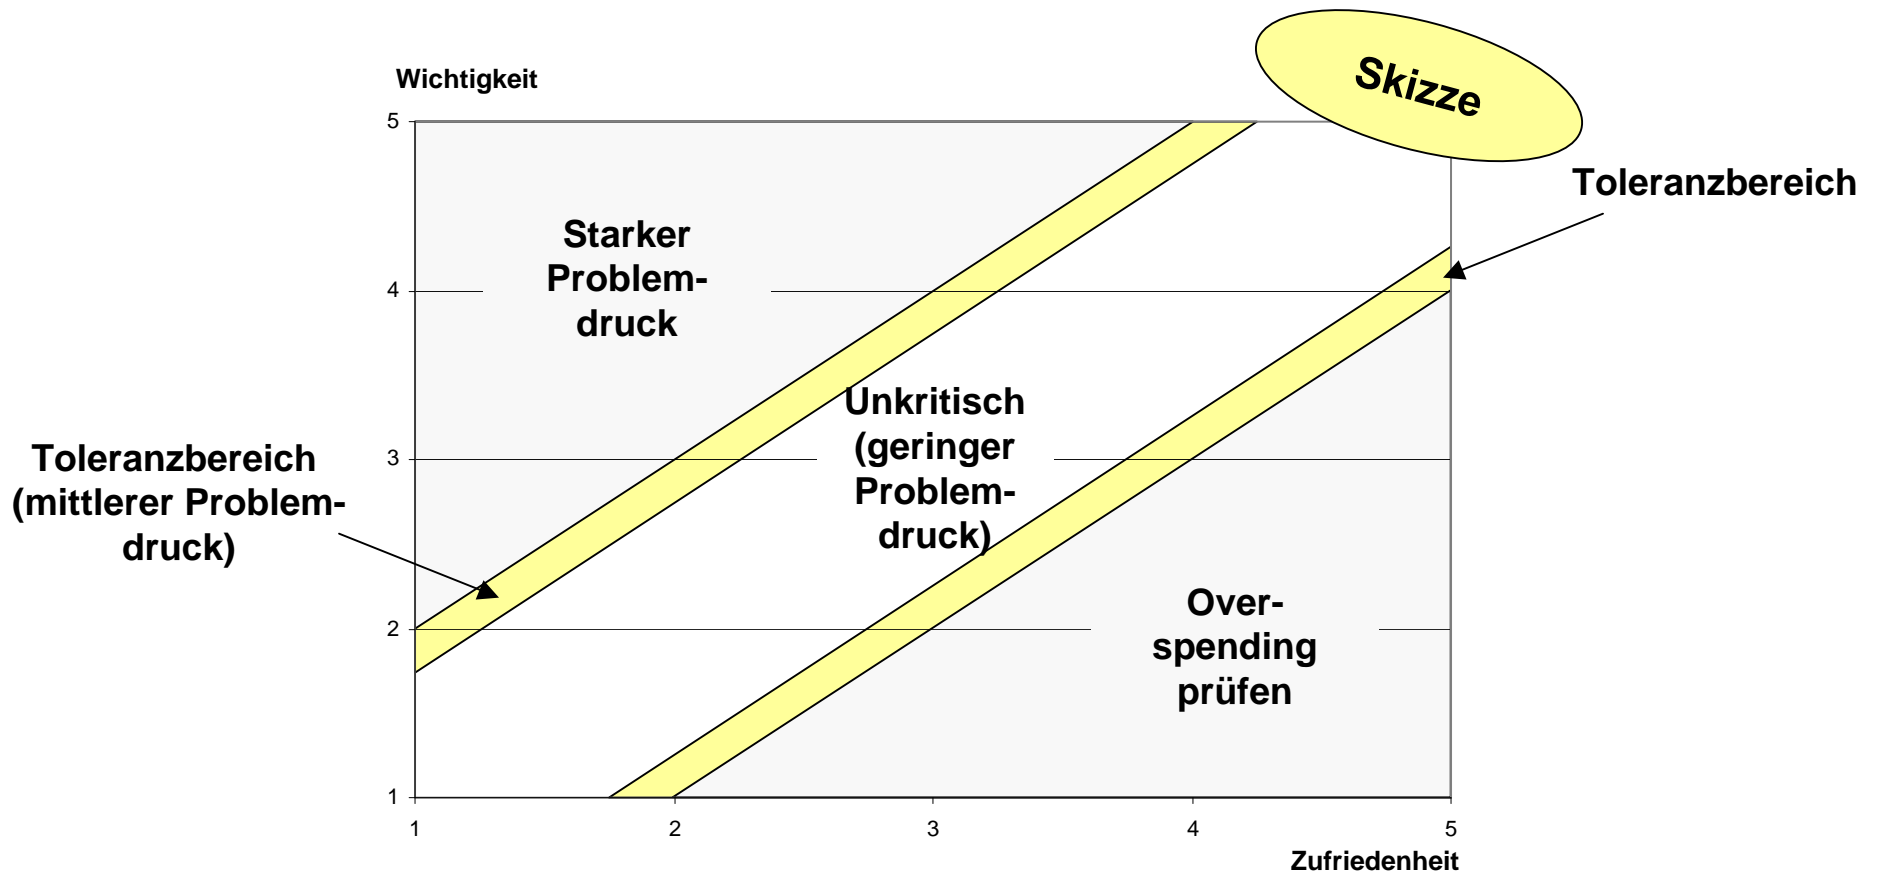 Skizze
Wichtigkeit
5
Toleranzbereich
Starker
Problem-
druck
4
Unkritisch
(geringer
Problem-
druck)
3
Toleranzbereich
(mittlerer Problem-
druck)
Over-
spending
prüfen
2
1
1 2 3 4 5
Zufriedenheit